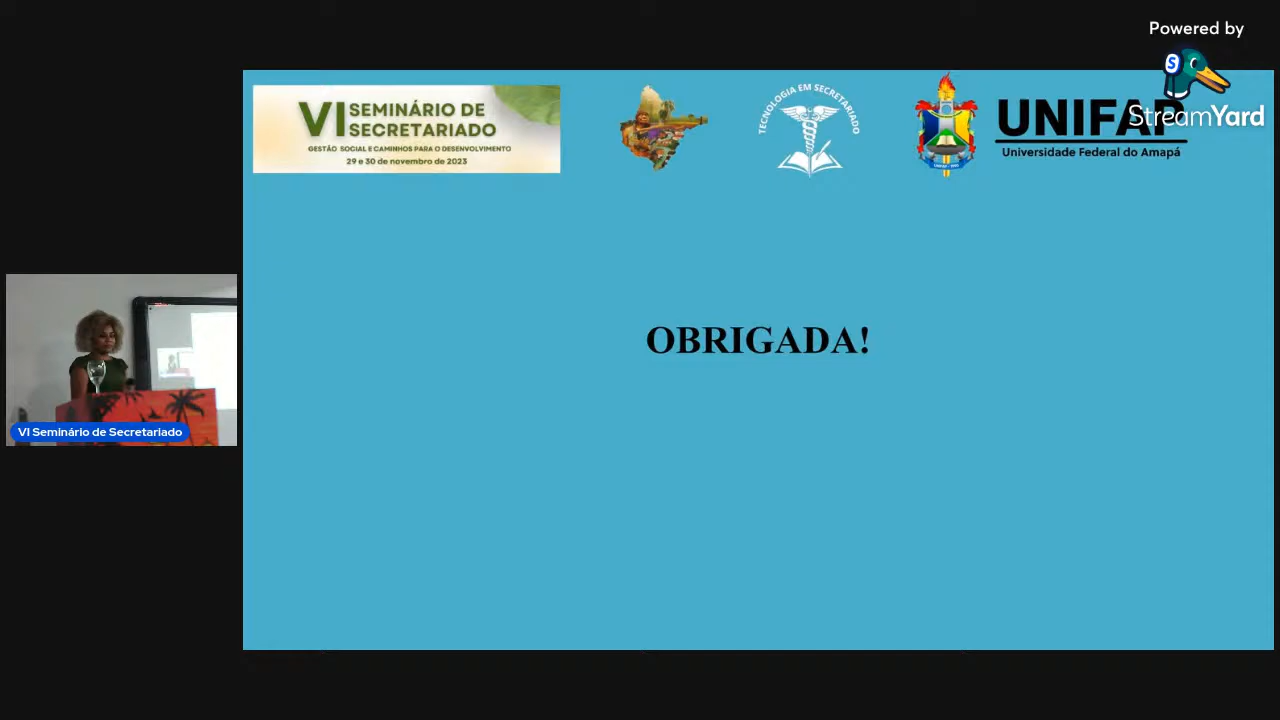 Powered by
StreamYard
VI SEMINÁRIO DE
SECRETARIADO
GESTÃO SOCIAL E CAMINHOS PARA O DESENVOLVIMENTO
29 e 30 de novembro de 2023
TECNOLOGIA EM SECRETARIADO
UNIFAP
Universidade Federal do Amapá
OBRIGADA!
VI Seminário de Secretariado